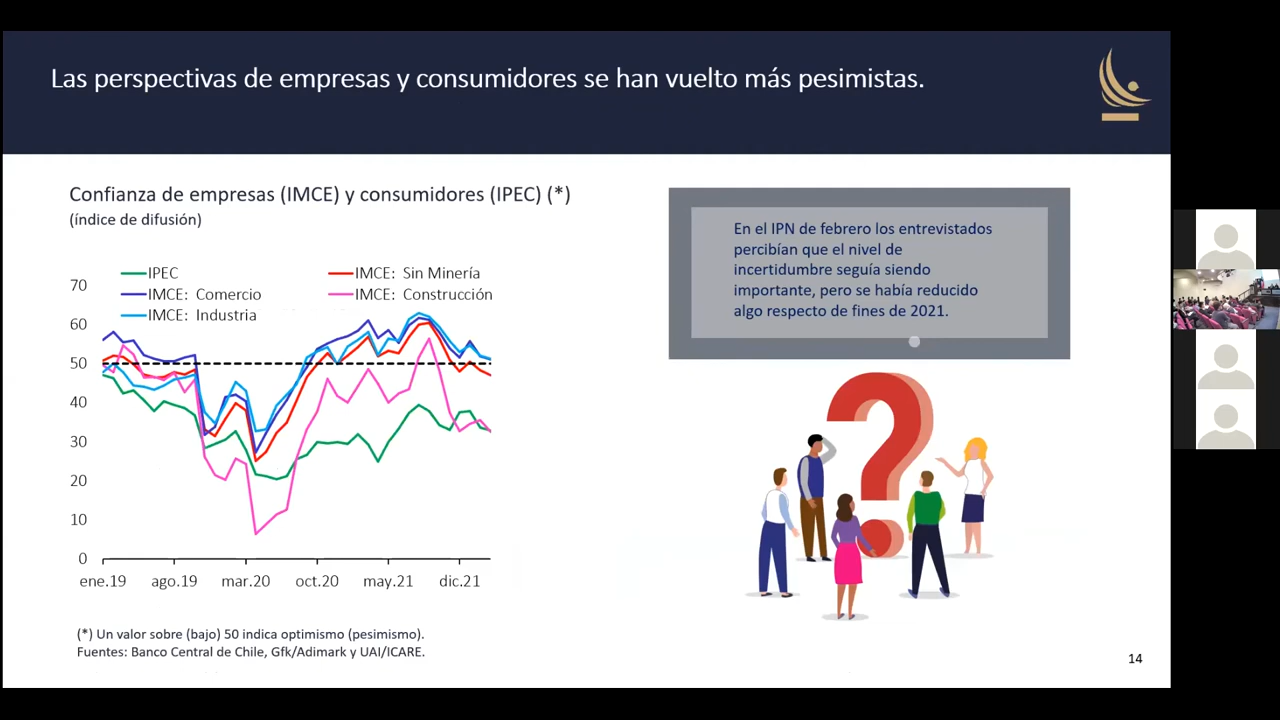 Las perspectivas de empresas y consumidores se han vuelto más pesimistas.
Confianza de empresas (IMCE) y consumidores (IPEC) (*)
(índice de difusión)
IPEC
IMCE: Sin Minería
IMCE: Comercio
IMCE: Construcción
IMCE: Industria
70
60
50
40
30
20
10
0
ene.19 ago.19 mar.20 oct.20 may.21 dic.21
(*) Un valor sobre (bajo) 50 indica optimismo (pesimismo).
Fuentes: Banco Central de Chile, Gfk/Adimark y UAI/ICARE.
En el IPN de febrero los entrevistados
percibían que el nivel de
incertidumbre seguía siendo
importante, pero se había reducido
algo respecto de fines de 2021.
14